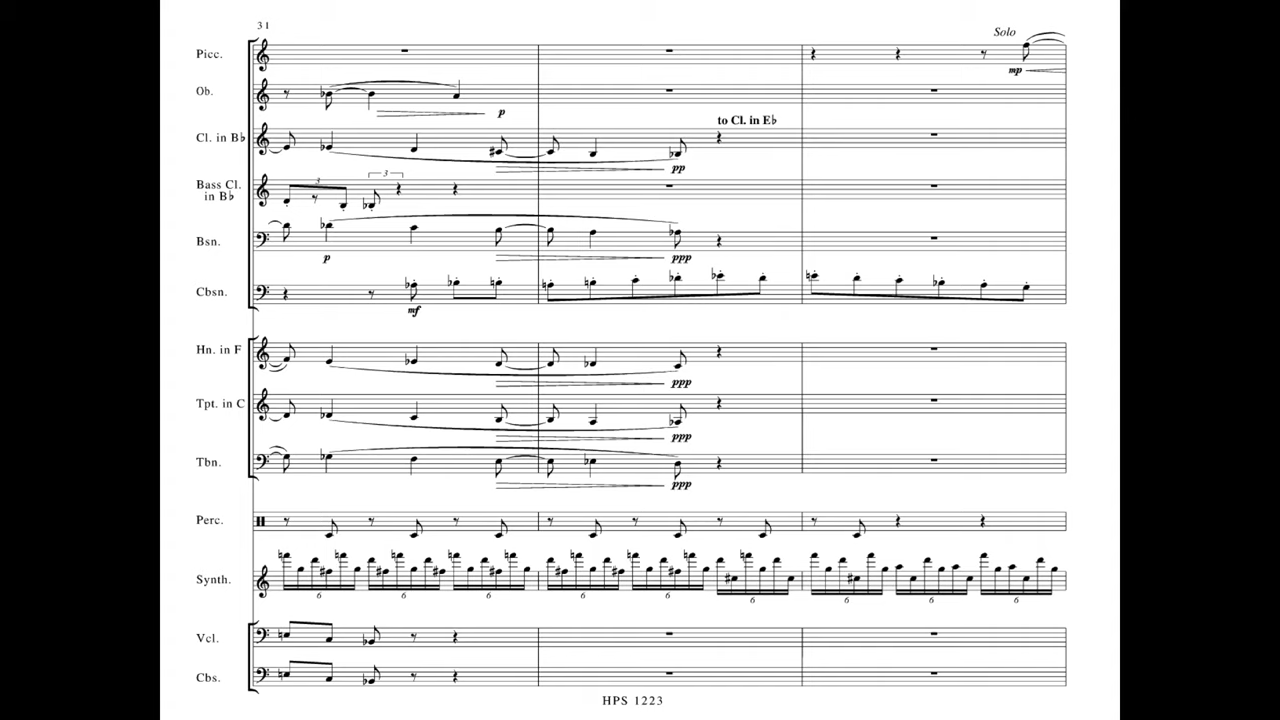 31
Solo
Picc.
mp
Ob.
p
to Cl. in E♭
Cl. in B♭
pp
3
3
Bass Cl.
in B♭
Bsn.
p
ppp
Cbsn.
mf
Hn. in F
ppp
Tpt. in C
ppp
Tbn.
ppp
Perc.
Synth.
6 6 6 6 6 6 6 6 6
Vcl.
Cbs.
HPS 1223